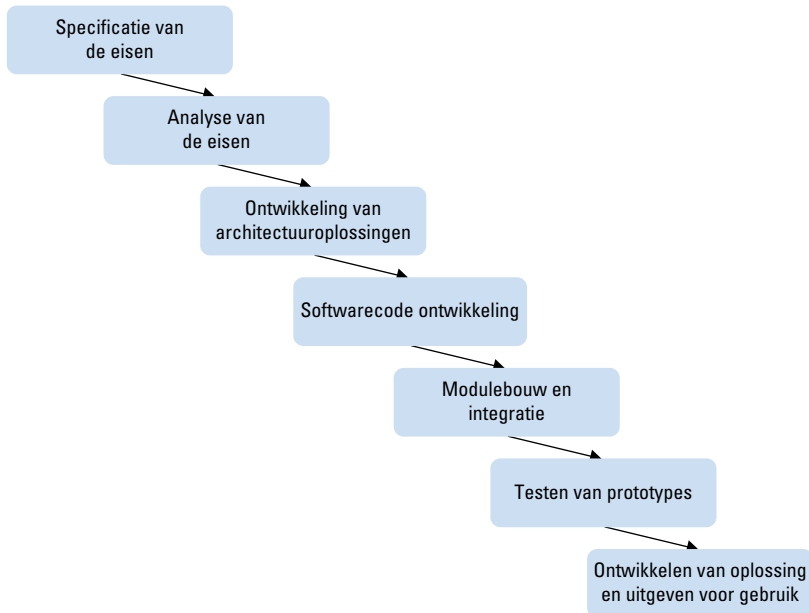 Specificatie van
de eisen
Analyse van
de eisen
Ontwikkeling van
architectuuroplossingen
Softwarecode ontwikkeling
Modulebouw en
integratie
Testen van prototypes
Ontwikkelen van oplossing
en uitgeven voor gebruik